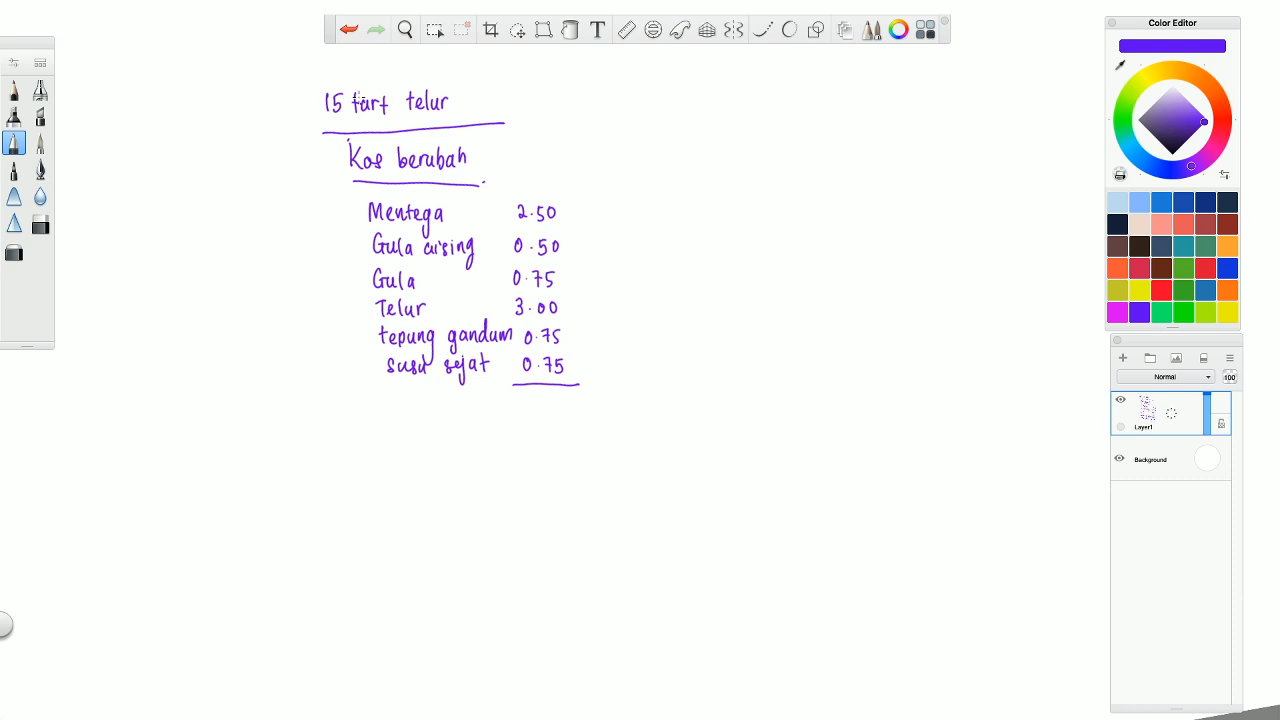 Color Editor
15 tart telur
Kos berubah
Mentega 2.50
Gula aising 0.50
Gula 0.75
Telur 3.00
tepung gandum 0.75
susu sejat 0.75
Normal
100
Layer1
Background